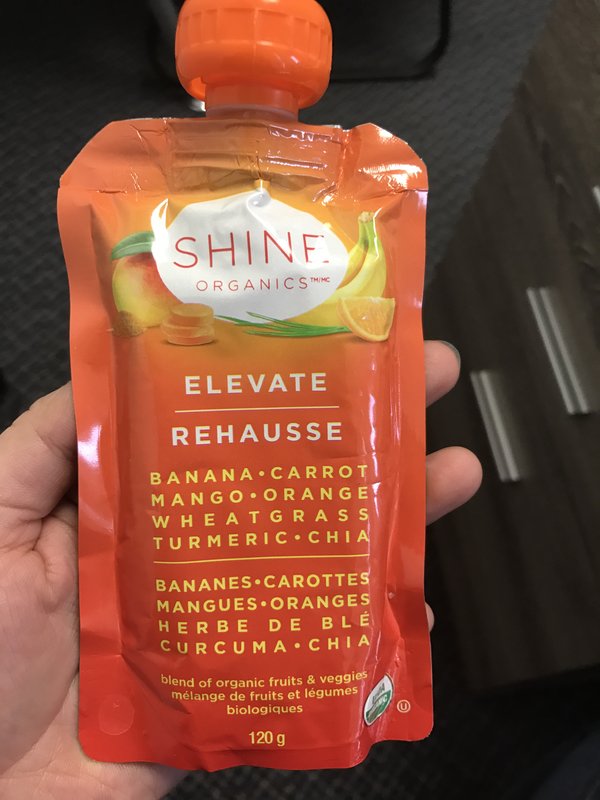 SHINE
ORGANICS™/MC
ELEVATE
REHAUSSE
BANANA•CARROT
MANGO•ORANGE
WHEATGRASS
TURMERIC•CHIA
BANANES•CAROTTES
MANGUES•ORANGES
HERBE DE BLÉ
CURCUMA•CHIA
blend of organic fruits & veggies
mélange de fruits et légumes
biologiques
U
120 g